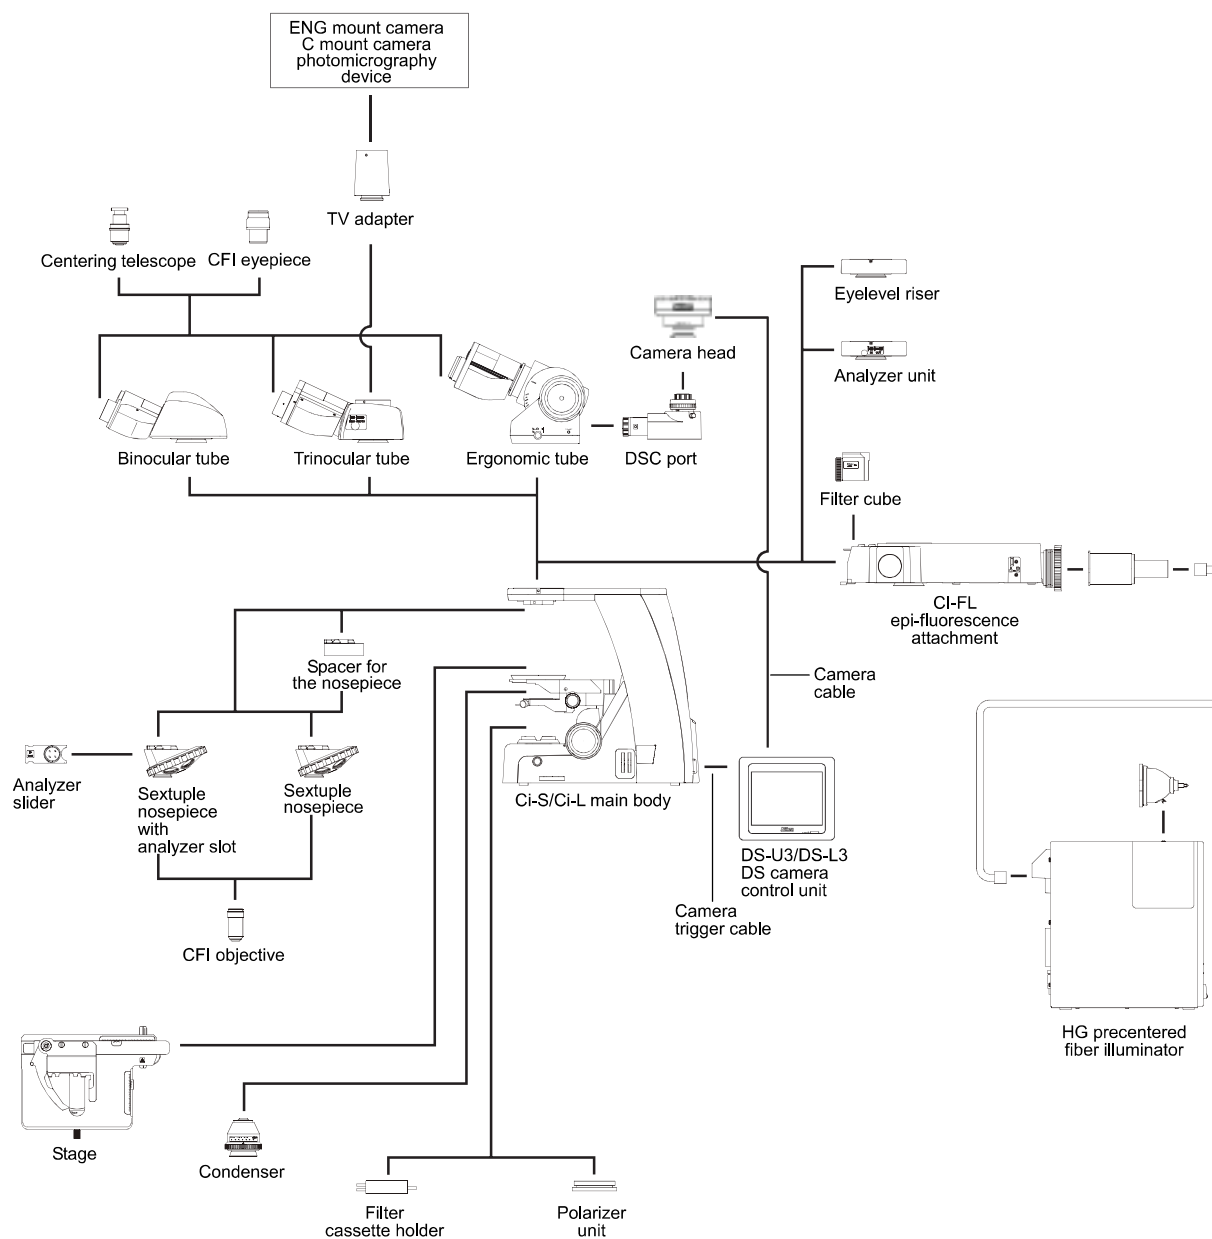 ENG mount camera
C mount camera
photomicrography
device
TV adapter
Centering telescope
CFI eyepiece
Eyelevel riser
Camera head
Analyzer unit
Binocular tube
Trinocular tube
Ergonomic tube
DSC port
Filter cube
CI-FL
epi-fluorescence
attachment
Spacer for
the nosepiece
Camera
cable
Analyzer
slider
Sextuple
nosepiece
with
analyzer slot
Sextuple
nosepiece
Ci-S/Ci-L main body
Nikon
DS-U3/DS-L3
DS camera
control unit
Camera
trigger cable
CFI objective
HG precentered
fiber illuminator
Stage
Condenser
Filter
cassette holder
Polarizer
unit